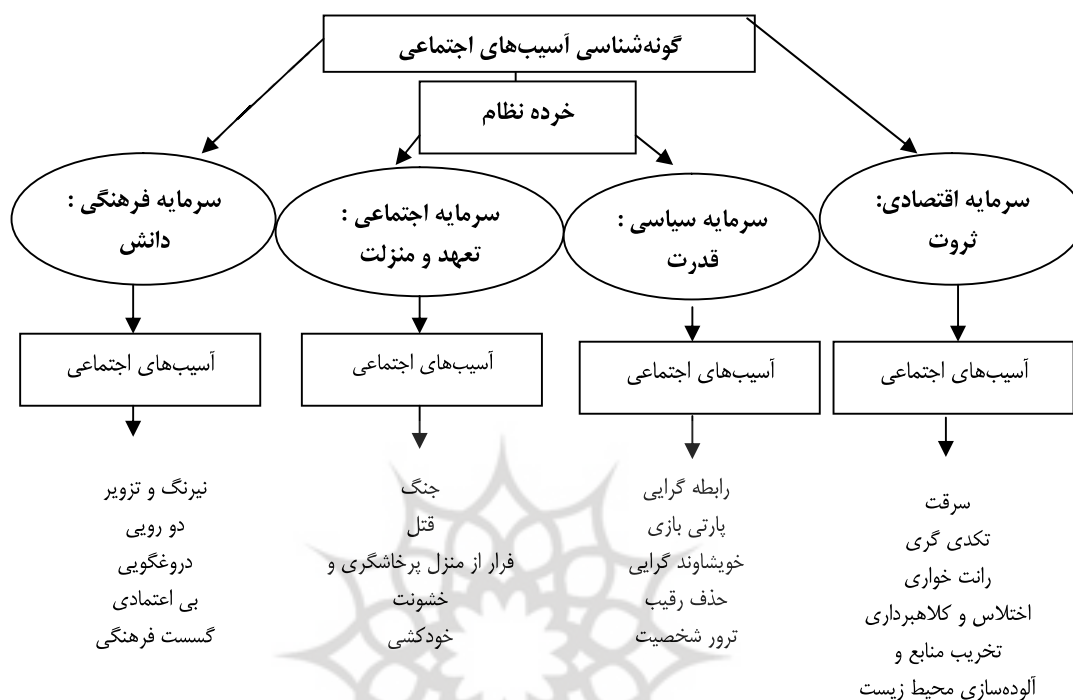 گونه‌شناسی آسیب‌های اجتماعی
خرده نظام
سرمایه اقتصادی:
ثروت
سرمایه سیاسی :
قدرت
سرمایه اجتماعی :
تعهد و منزلت
سرمایه فرهنگی :
دانش
آسیب‌های اجتماعی
آسیب‌های اجتماعی
آسیب‌های اجتماعی
آسیب‌های اجتماعی
سرقت
تکدی گری
رانت خواری
اختلاس و کلاهبرداری
تخریب منابع و
آلوده‌سازی محیط زیست
رابطه گرایی
پارتی بازی
خویشاوند گرایی
حذف رقیب
ترور شخصیت
جنگ
قتل
فرار از منزل پرخاشگری و
خشونت
خودکشی
نیرنگ و تزویر
دو رویی
دروغگویی
بی اعتمادی
گسست فرهنگی